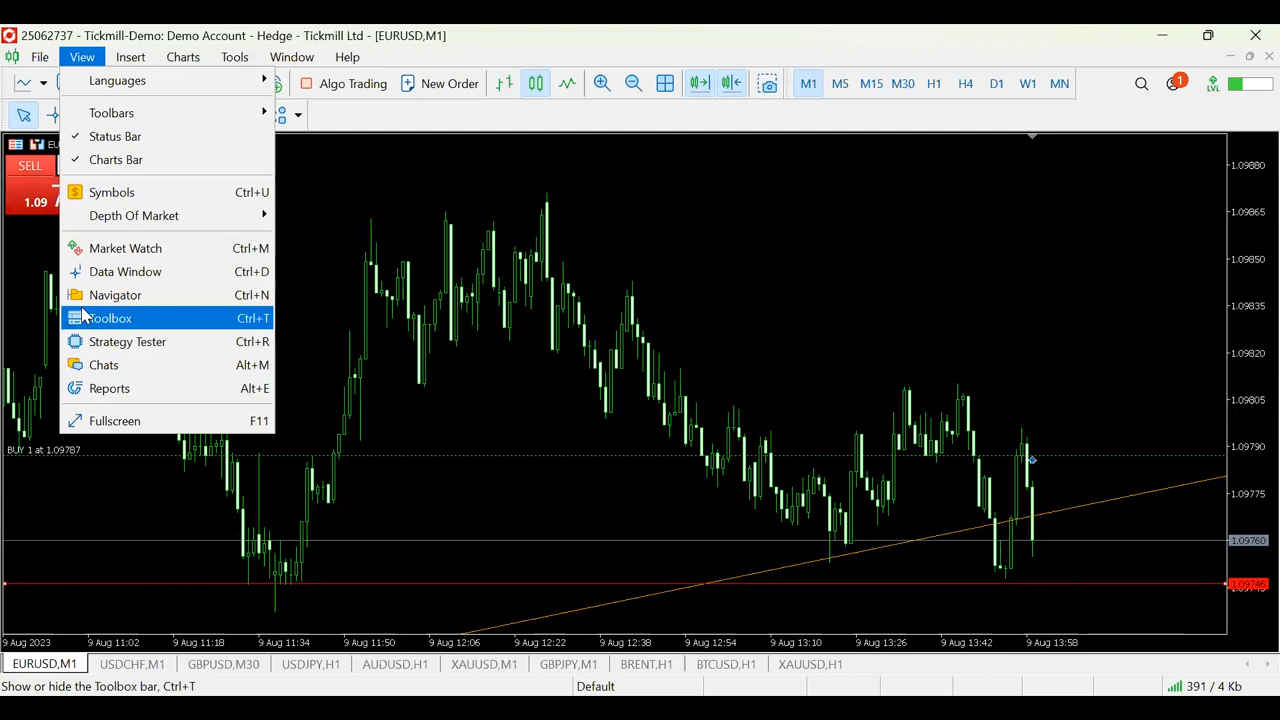 25062737 - Tickmill-Demo: Demo Account - Hedge - Tickmill Ltd - [EURUSD,M1]
File View Insert Charts Tools Window Help
Algo Trading New Order M1 M5 M15 M30 H1 H4 D1 W1 MN 1 LVL
Languages
Toolbars
Status Bar
Charts Bar
Symbols Ctrl+U
Depth Of Market
Market Watch Ctrl+M
Data Window Ctrl+D
Navigator Ctrl+N
Toolbox Ctrl+T
Strategy Tester Ctrl+R
Chats Alt+M
Reports Alt+E
Fullscreen F11
SELL
1.09
BUY 1 at 1.09787
1.09880
1.09865
1.09850
1.09835
1.09820
1.09805
1.09790
1.09775
1.09760
1.09746
9 Aug 2023 9 Aug 11:02 9 Aug 11:18 9 Aug 11:34 9 Aug 11:50 9 Aug 12:06 9 Aug 12:22 9 Aug 12:38 9 Aug 12:54 9 Aug 13:10 9 Aug 13:26 9 Aug 13:42 9 Aug 13:58
EURUSD,M1 USDCHF,M1 GBPUSD,M30 USDJPY,H1 AUDUSD,H1 XAUUSD,M1 GBPJPY,M1 BRENT,H1 BTCUSD,H1 XAUUSD,H1
Show or hide the Toolbox bar, Ctrl+T Default 391 / 4 Kb